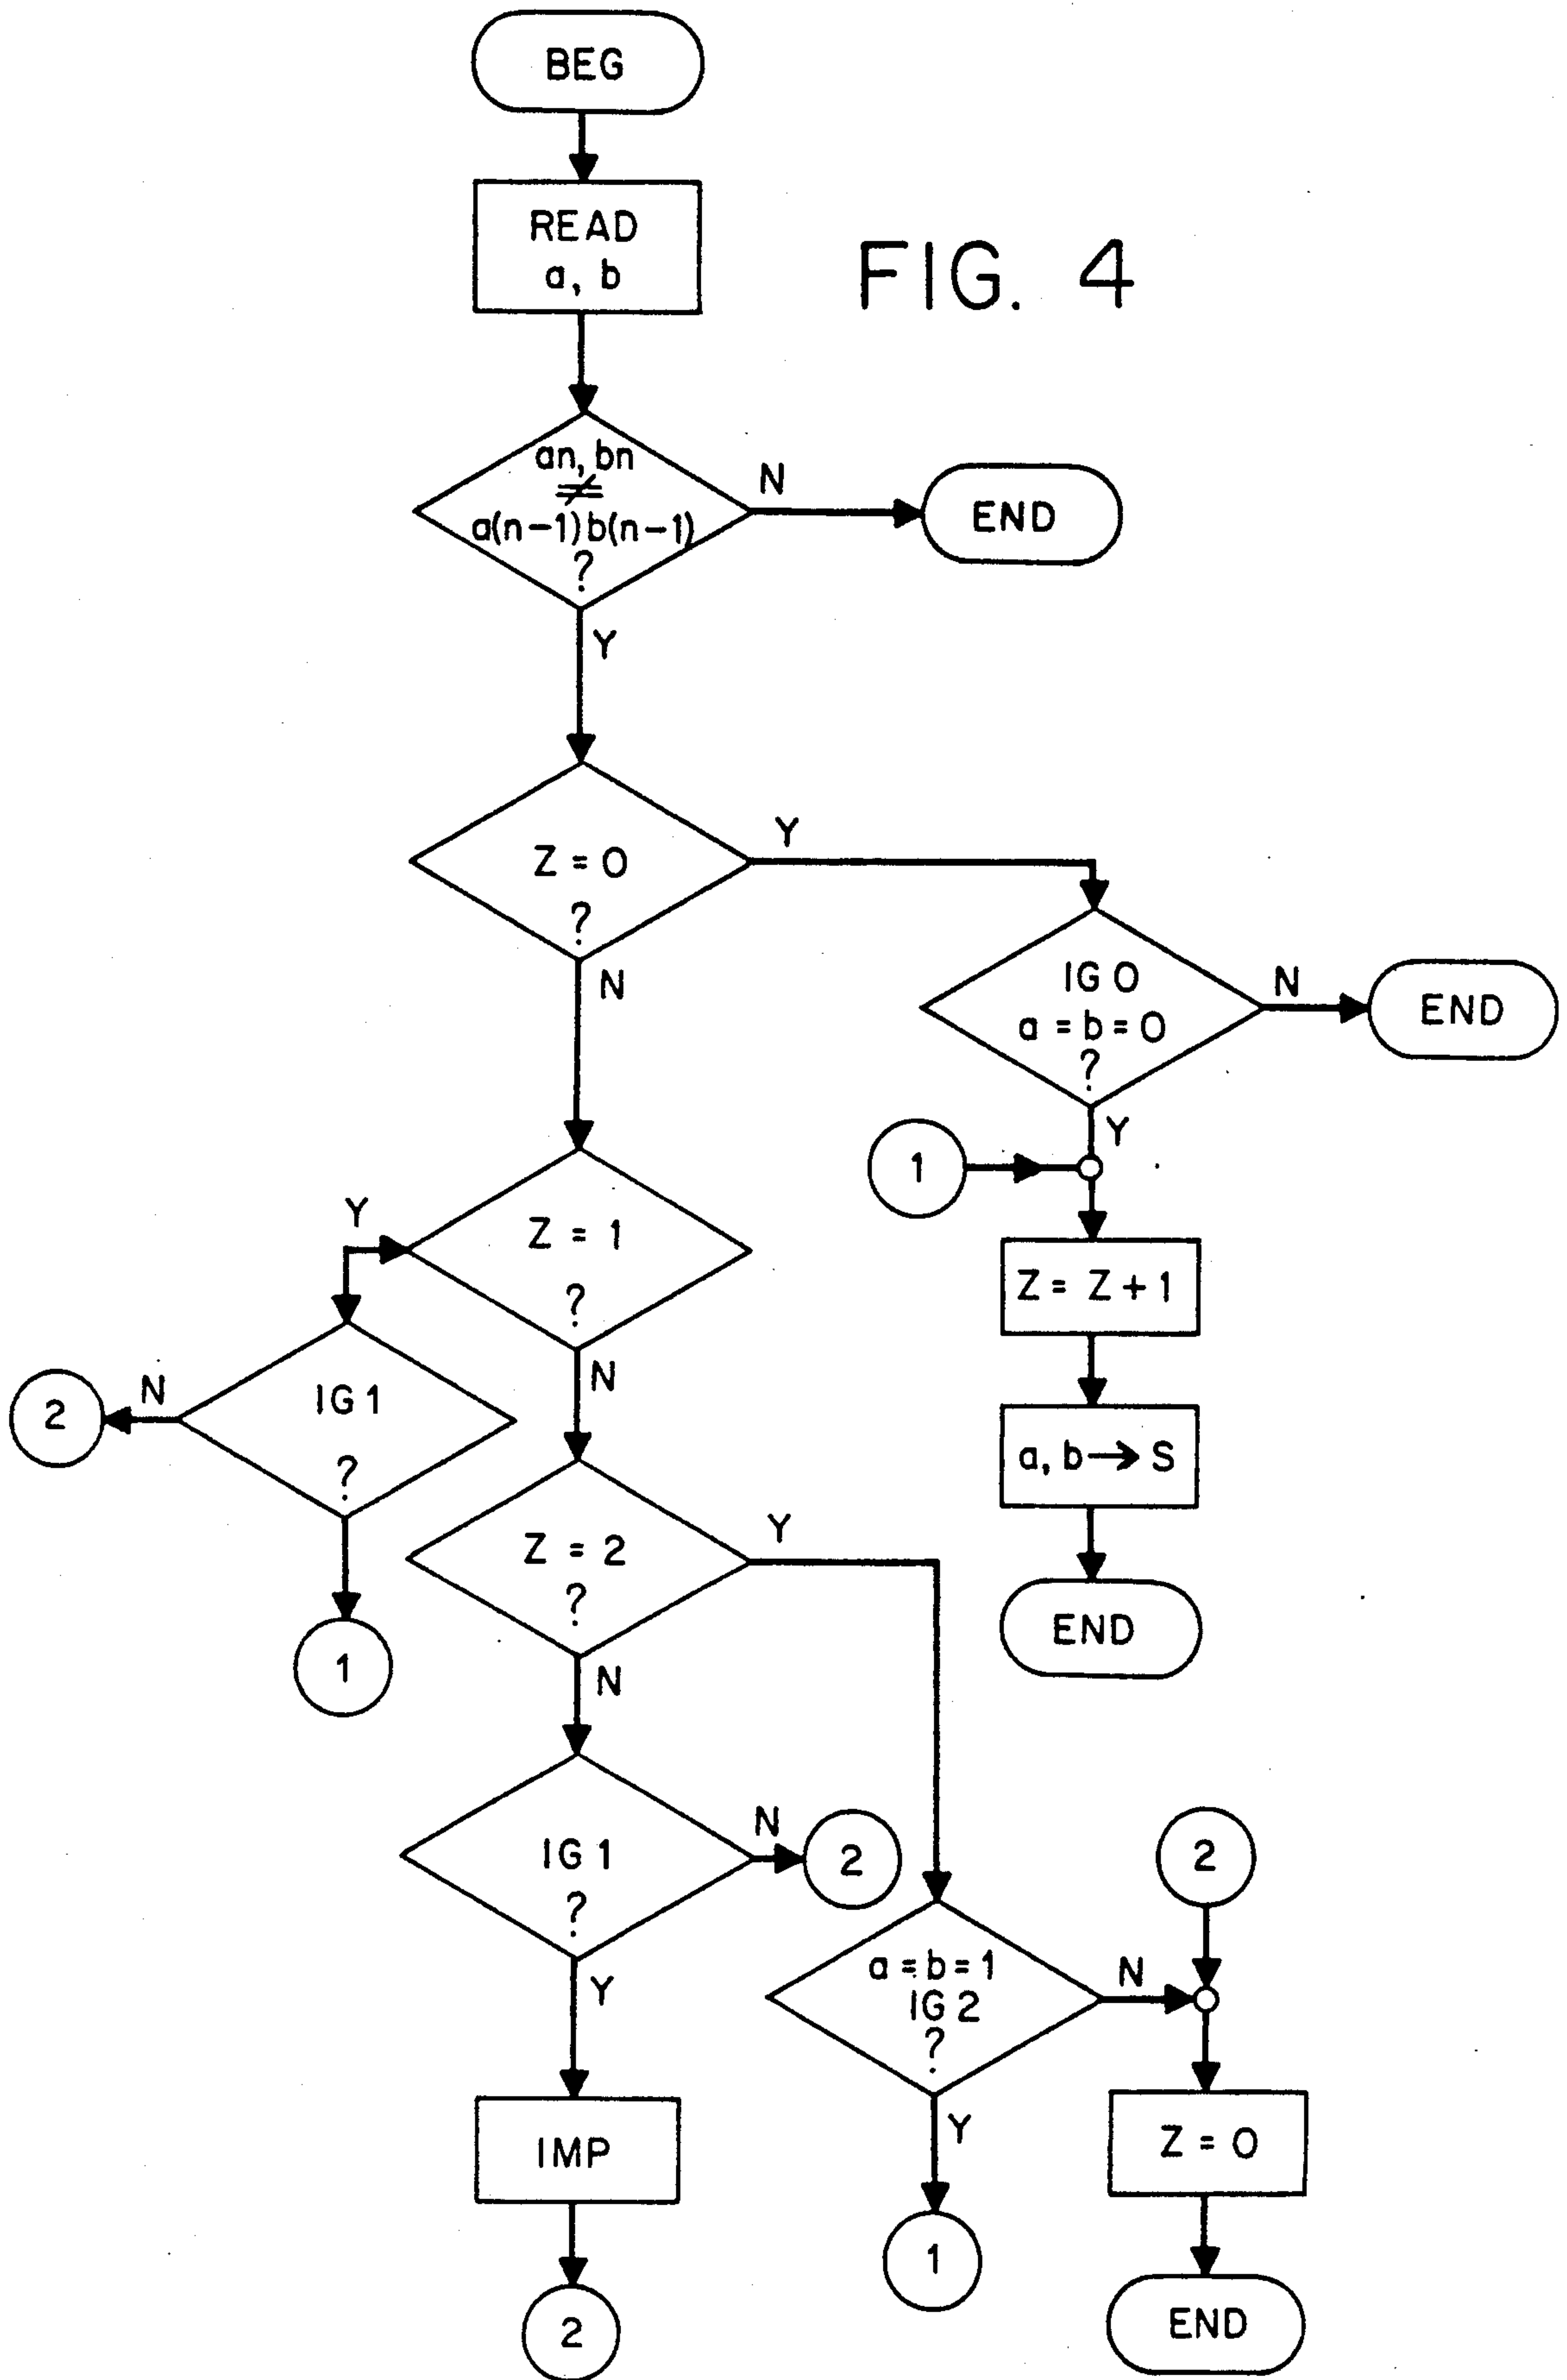 BEG
READ
a, b
FIG. 4
an, bn
≠
a(n-1)b(n-1)
?
N
END
Y
Z = 0
?
Y
N
IG 0
a = b = 0
?
N
END
Y
1
Z = Z + 1
a, b → S
END
Z = 1
?
Y
N
IG 1
?
N
2
1
Z = 2
?
Y
N
IG 1
?
N
2
Y
IMP
2
a = b = 1
IG 2
?
N
2
Y
1
Z = 0
END